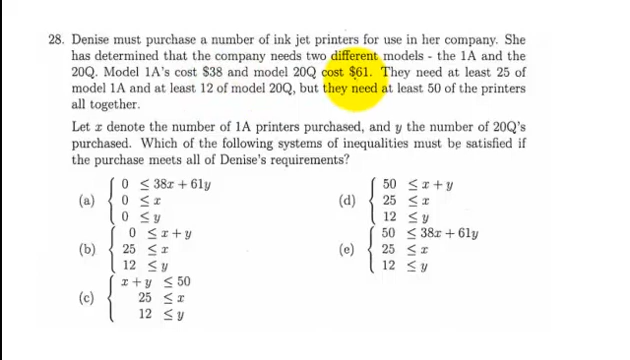 28. Denise must purchase a number of ink jet printers for use in her company. She
has determined that the company needs two different models - the 1A and the
20Q. Model 1A's cost $38 and model 20Q cost $61. They need at least 25 of
model 1A and at least 12 of model 20Q, but they need at least 50 of the printers
all together.
Let x denote the number of 1A printers purchased, and y the number of 20Q's
purchased. Which of the following systems of inequalities must be satisfied if
the purchase meets all of Denise's requirements?
(a) { 0 ≤ 38x + 61y
0 ≤ x
0 ≤ y
(b) { 0 ≤ x + y
25 ≤ x
12 ≤ y
(c) { x + y ≤ 50
25 ≤ x
12 ≤ y
(d) { 50 ≤ x + y
25 ≤ x
12 ≤ y
(e) { 50 ≤ 38x + 61y
25 ≤ x
12 ≤ y